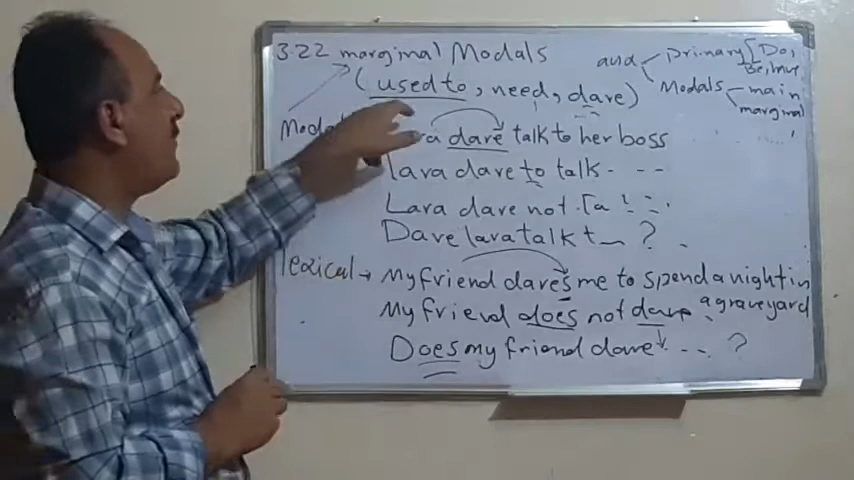 3.22 marginal Modals
(used to, need, dare)
and primary [Do,
Be,
Modals main
marginal
dare talk to her boss
Lara dare to talk - - -
Lara dare not
Dare lara talk t ?
lexical → My friend dares me to spend a night in
a graveyard
My friend does not dare
Does my friend dare ... ?